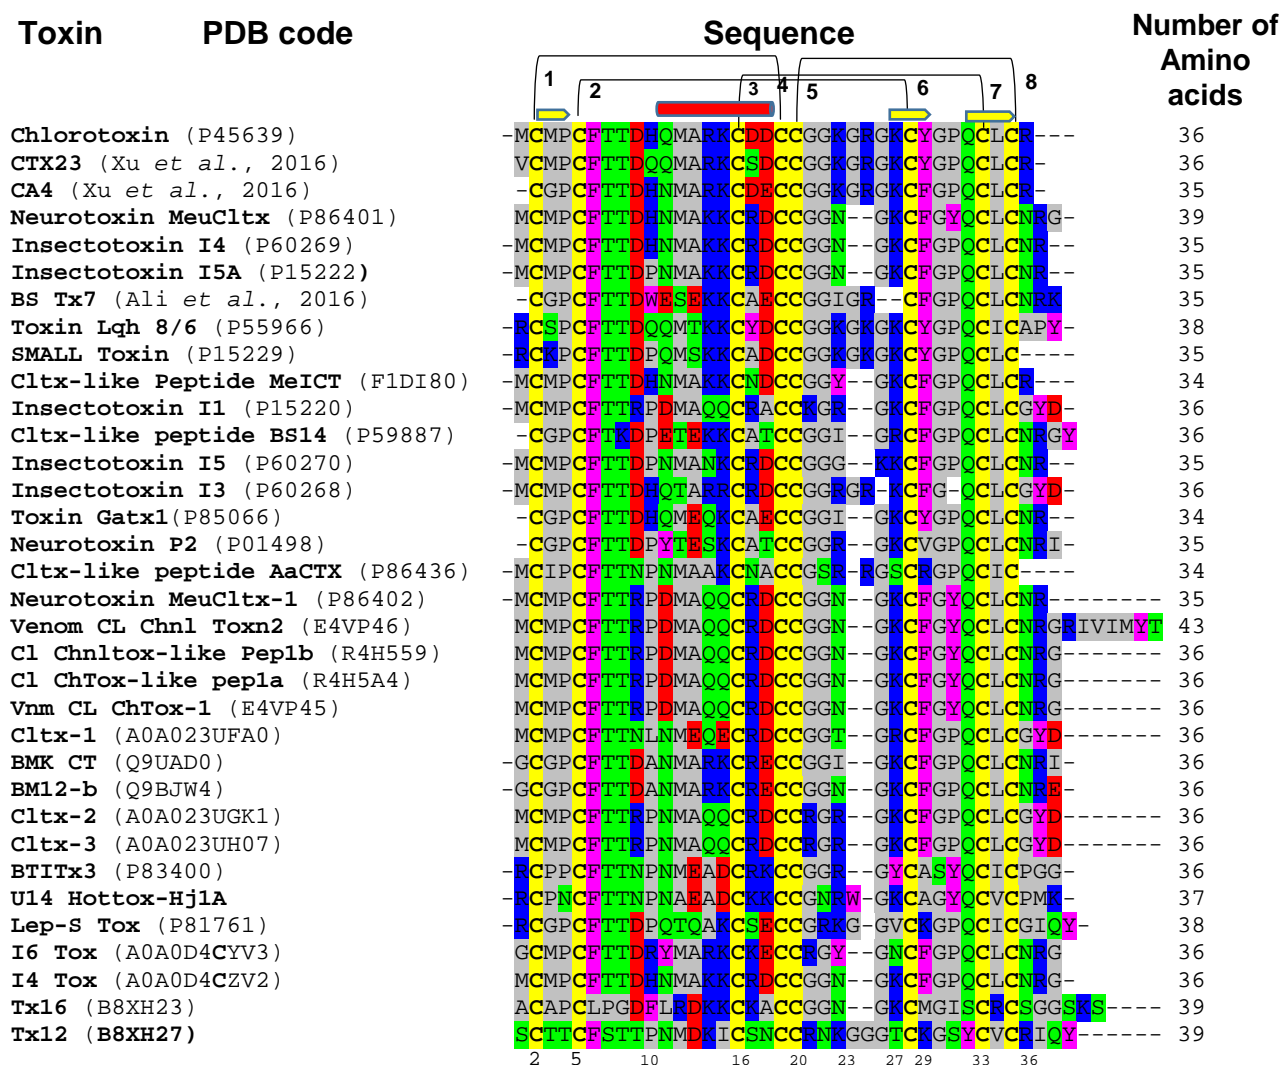 Toxin PDB code Sequence Number of
Amino
acids
1 2 3 4 5 6 7 8
Chlorotoxin (P45639) -MCMPCFTTDHQMARKCDDCCGGKGRGKCYGPQCLCR--- 36
CTX23 (Xu et al., 2016) VCMPCFTTDQQMARKCSDCCGGKGRGKCYGPQCLCR- 36
CA4 (Xu et al., 2016) -CGPCFTTDHNMARKCDECCGGKGRGKCFGPQCLCR- 35
Neurotoxin MeuCltx (P86401) MCMPCFTTDHNMAKKCRDCCGGN--GKCFGYQCLCNRG- 39
Insectotoxin I4 (P60269) -MCMPCFTTDHNMAKKCRDCCGGN--GKCFGPQCLCNR-- 35
Insectotoxin I5A (P15222) MCMPCFTTDPNMAKKCRDCCGGN--GKCFGPQCLCNR-- 35
BS Tx7 (Ali et al., 2016) -CGPCFTTDWESEKKCAECCGGIGR--CFGPQCLCNRK 35
Toxin Lqh 8/6 (P55966) -RCSPCFTTDQQMTKKCYDCCGGKGKGKCYGPQCICAPY- 38
SMALL Toxin (P15229) RCKPCFTTDPQMSKKCADCCGGKGKGKCYGPQCLC---- 35
Cltx-like Peptide MeICT (F1DI80) -MCMPCFTTDHNMAKKCNDCCGGY--GKCFGPQCLCR--- 34
Insectotoxin I1 (P15220) -MCMPCFTTRPDMAQQCRACCKGR--GKCFGPQCLCGYD- 36
Cltx-like peptide BS14 (P59887) -CGPCFTKDPETEKKCATCCGGI--GRCFGPQCLCNRGY 36
Insectotoxin I5 (P60270) -MCMPCFTTDPNMANKCRDCCGGG--KKCFGPQCLCNR-- 35
Insectotoxin I3 (P60268) -MCMPCFTTDHQTARRCRDCCGGRGR-KCFG-QCLCGYD- 36
Toxin Gatx1(P85066) -CGPCFTTDHQMEQKCAECCGGI--GKCYGPQCLCNR-- 34
Neurotoxin P2 (P01498) -CGPCFTTDPYTESKCATCCGGR--GKCVGPQCLCNRI- 35
Cltx-like peptide AaCTX (P86436) -MCIPCFTTNPNMAAKCNACCGSR-RGSCRGPQCIC---- 34
Neurotoxin MeuCltx-1 (P86402) -MCMPCFTTRPDMAQQCRDCCGGN--GKCFGYQCLCNR-------- 35
Venom CL Chnl Toxn2 (E4VP46) -MCMPCFTTRPDMAQQCRDCCGGN--GKCFGYQCLCNRGRIVIMYT 43
Cl Chnltox-like Pep1b (R4H559) -MCMPCFTTRPDMAQQCRDCCGGN--GKCFGYQCLCNRG------- 36
Cl ChTox-like pep1a (R4H5A4) -MCMPCFTTRPDMAQQCRDCCGGN--GKCFGYQCLCNRG------- 36
Vnm CL ChTox-1 (E4VP45) -MCMPCFTTRPDMAQQCRDCCGGN--GKCFGYQCLCNRG------- 36
Cltx-1 (A0A023UFA0) MCMPCFTTNLNMEQECRDCCGGT--GRCFGPQCLCGYD------- 36
BMK CT (Q9UAD0) -GCGPCFTTDANMARKCRECCGGI--GKCFGPQCLCNRI- 36
BM12-b (Q9BJW4) -GCGPCFTTDANMARKCRECCGGN--GKCFGPQCLCNRE- 36
Cltx-2 (A0A023UGK1) MCMPCFTTRPNMAQQCRDCCRGR--GKCFGPQCLCGYD------- 36
Cltx-3 (A0A023UH07) MCMPCFTTRPNMAQQCRDCCRGR--GKCFGPQCLCGYD------- 36
BTITx3 (P83400) -RCPPCFTTNPNMEADCRKCCGGR--GYCASYQCICPGG- 36
U14 Hottox-Hj1A -RCPNCFTTNPNAEADCKKCCGNRW-GKCAGYQCVCPMK- 37
Lep-S Tox (P81761) -RCGPCFTTDPQTQAKCSECCGRKG-GVCKGPQCICGIQY- 38
I6 Tox (A0A0D4CYV3) GCMPCFTTDRYMARKCKECCRGY--GNCFGPQCLCNRG 36
I4 Tox (A0A0D4CZV2) -MCMPCFTTDHNMAKKCRDCCGGN--GKCFGPQCLCNRG- 36
Tx16 (B8XH23) ACAPCLPGDFLRDKKCKACCGGN--GKCMGISCRCSGGSKS----- 39
Tx12 (B8XH27) SCTTCFSTTPNMDKICSNCCRNKGGGTCKGSYCVCRIQY------ 39
2 5 10 16 20 23 27 29 33 36